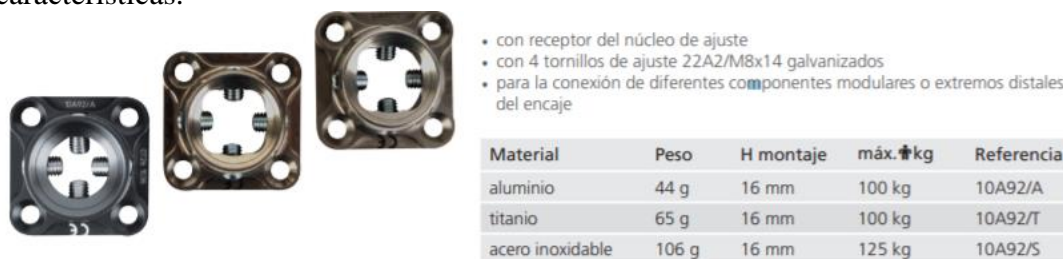 características:
• con receptor del núcleo de ajuste
• con 4 tornillos de ajuste 22A2/M8x14 galvanizados
• para la conexión de diferentes componentes modulares o extremos distales
del encaje
Material Peso H montaje máx. kg Referencia
aluminio 44 g 16 mm 100 kg 10A92/A
titanio 65 g 16 mm 100 kg 10A92/T
acero inoxidable 106 g 16 mm 125 kg 10A92/S
10A92/A
CE